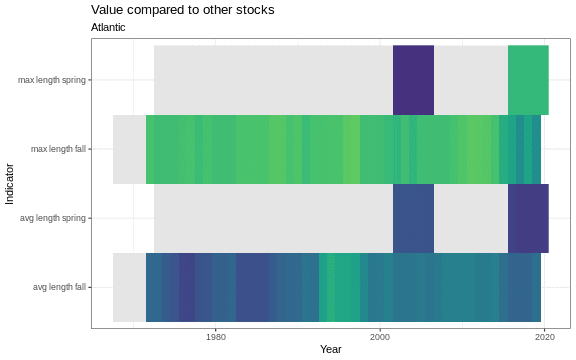 Value compared to other stocks
Atlantic
max length spring
max length fall
avg length spring
avg length fall
Indicator
1980
2000
2020
Year